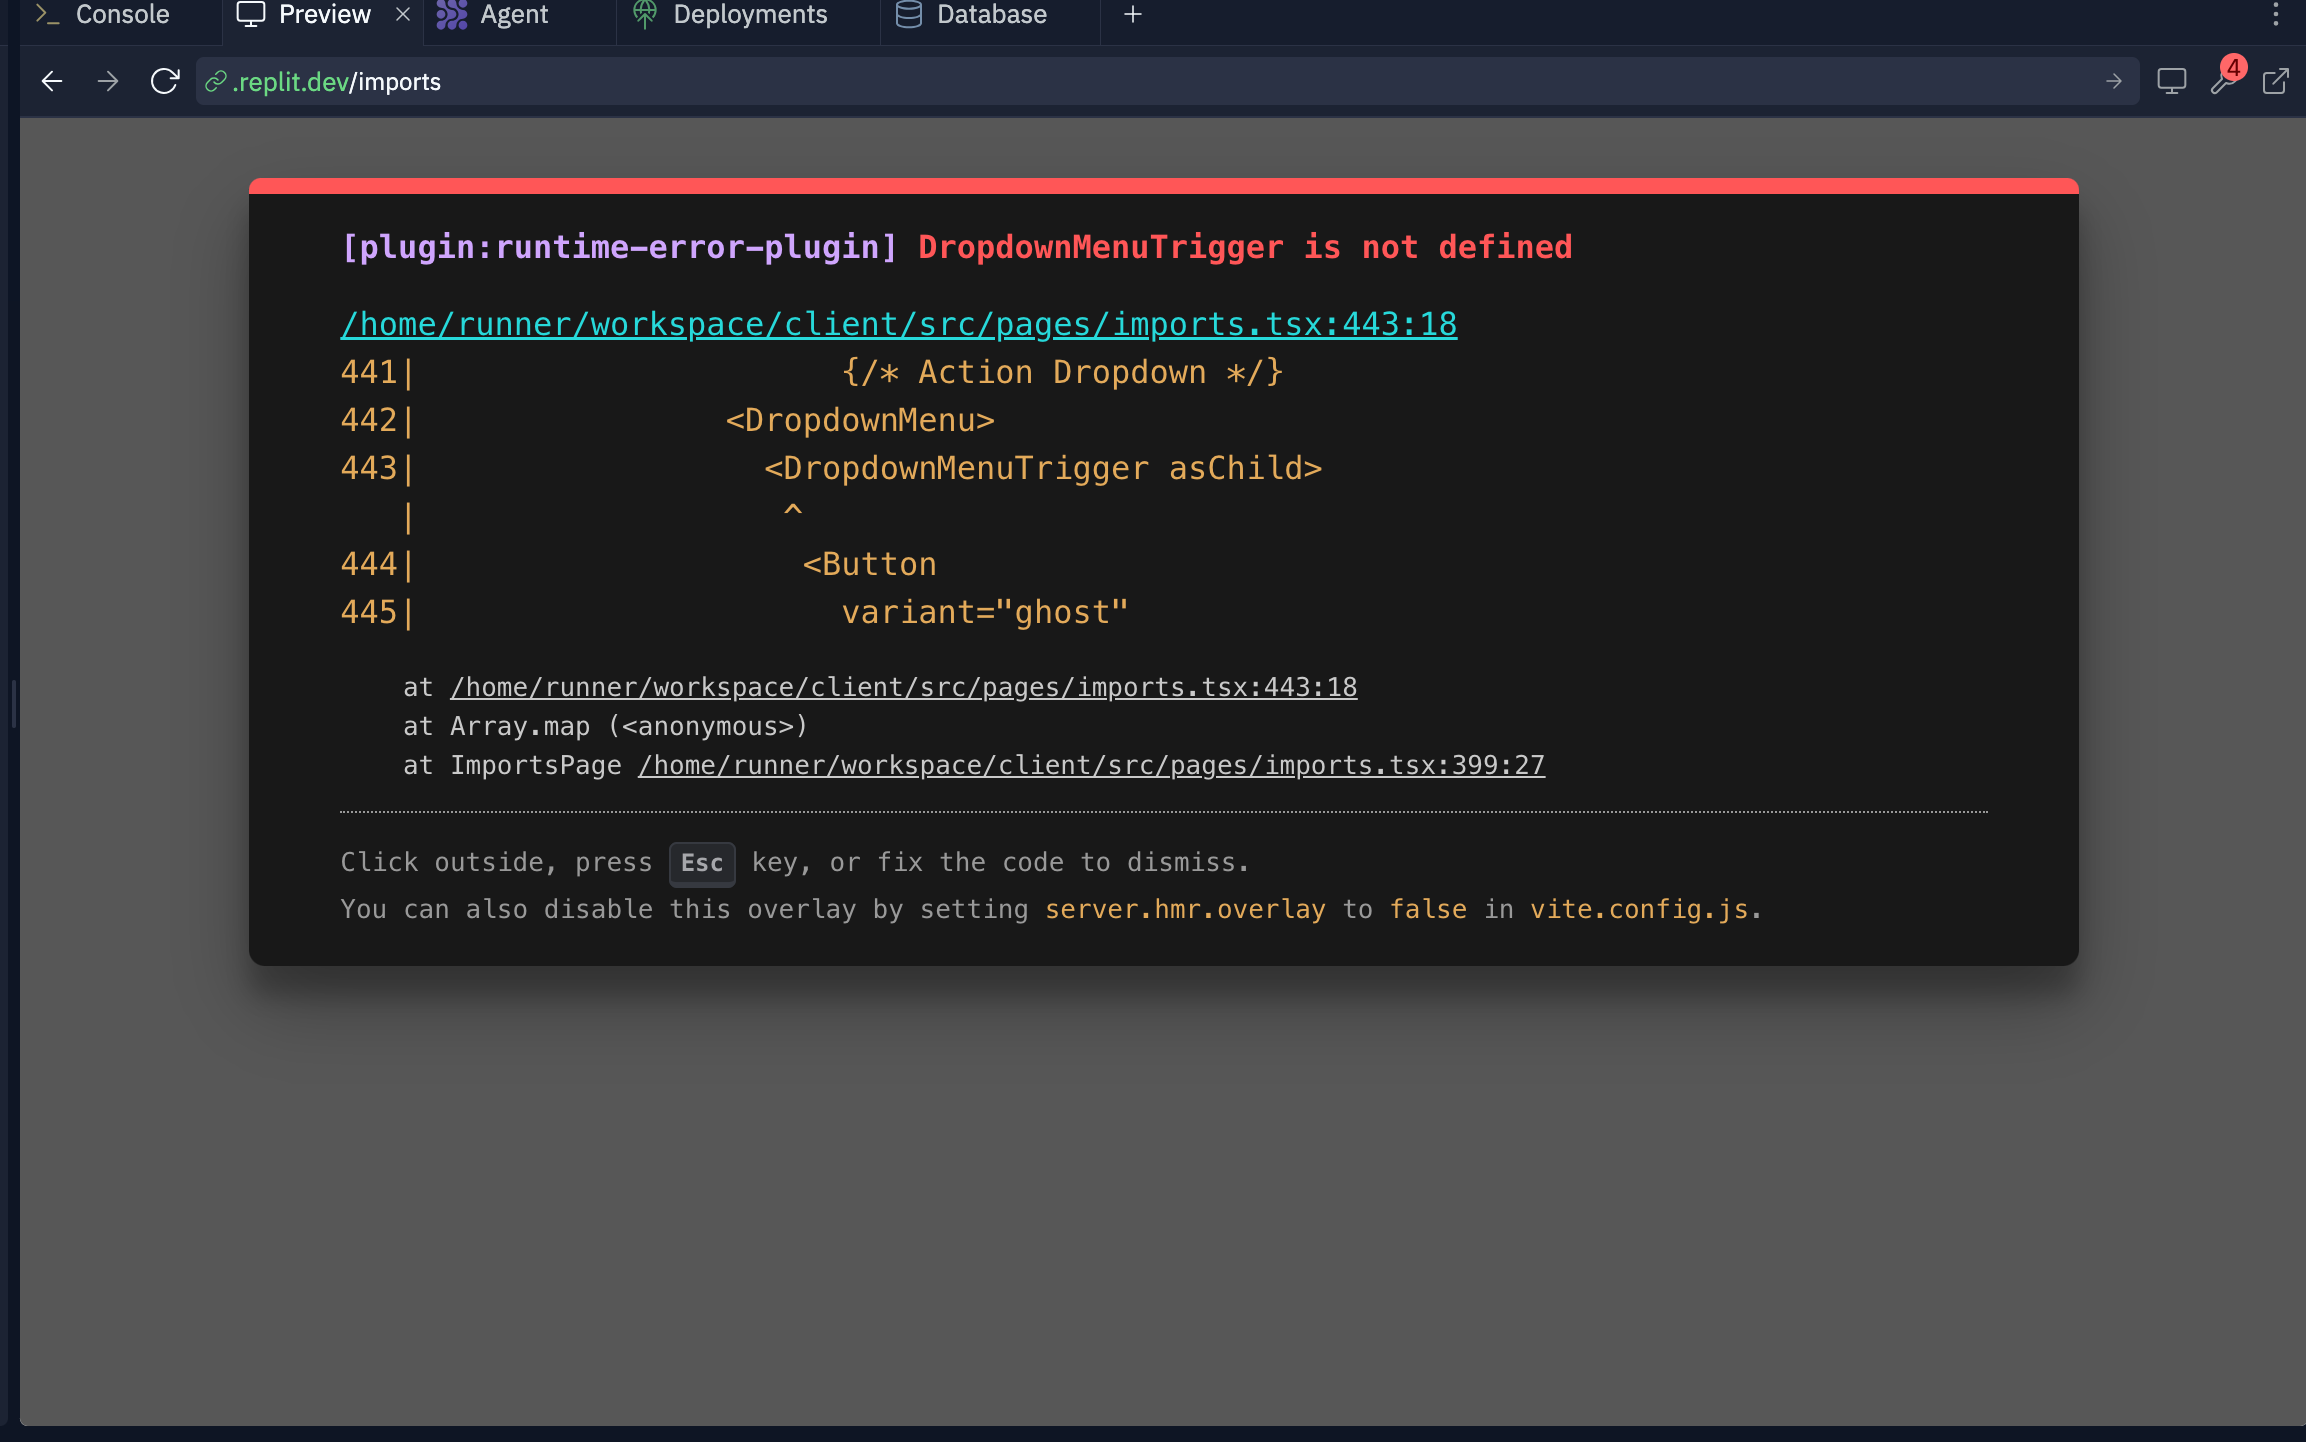 Console
Preview
Agent
Deployments
Database
.replit.dev/imports
4
[plugin:runtime-error-plugin] DropdownMenuTrigger is not defined
/home/runner/workspace/client/src/pages/imports.tsx:443:18
441|                      {/* Action Dropdown */}
442|                <DropdownMenu>
443|                  <DropdownMenuTrigger asChild>
   |                   ^
444|                    <Button
445|                      variant="ghost"
at /home/runner/workspace/client/src/pages/imports.tsx:443:18
at Array.map (<anonymous>)
at ImportsPage /home/runner/workspace/client/src/pages/imports.tsx:399:27
Click outside, press Esc key, or fix the code to dismiss.
You can also disable this overlay by setting server.hmr.overlay to false in vite.config.js.